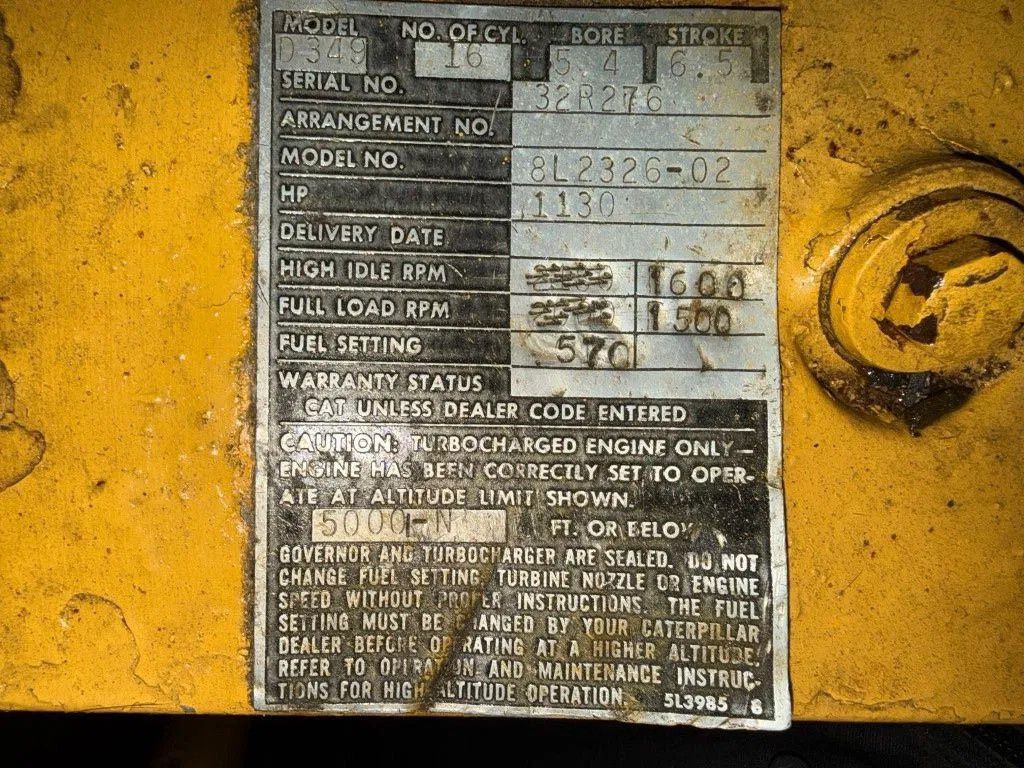 MODEL NO. OF CYL. BORE STROKE
D349 16 5.4 6.5
SERIAL NO. 32R276
ARRANGEMENT NO.
MODEL NO. 8L2326-02
HP 1130
DELIVERY DATE
HIGH IDLE RPM 1600
FULL LOAD RPM 1500
FUEL SETTING 570
WARRANTY STATUS
CAT UNLESS DEALER CODE ENTERED
CAUTION: TURBOCHARGED ENGINE ONLY—
ENGINE HAS BEEN CORRECTLY SET TO OPER-
ATE AT ALTITUDE LIMIT SHOWN.
5000-N FT. OR BELOW
GOVERNOR AND TURBOCHARGER ARE SEALED. DO NOT
CHANGE FUEL SETTING, TURBINE NOZZLE OR ENGINE
SPEED WITHOUT PROPER INSTRUCTIONS. THE FUEL
SETTING MUST BE CHANGED BY YOUR CATERPILLAR
DEALER BEFORE OPERATING AT A HIGHER ALTITUDE.
REFER TO OPERATION AND MAINTENANCE INSTRUC-
TIONS FOR HIGH ALTITUDE OPERATION. 5L3985 8